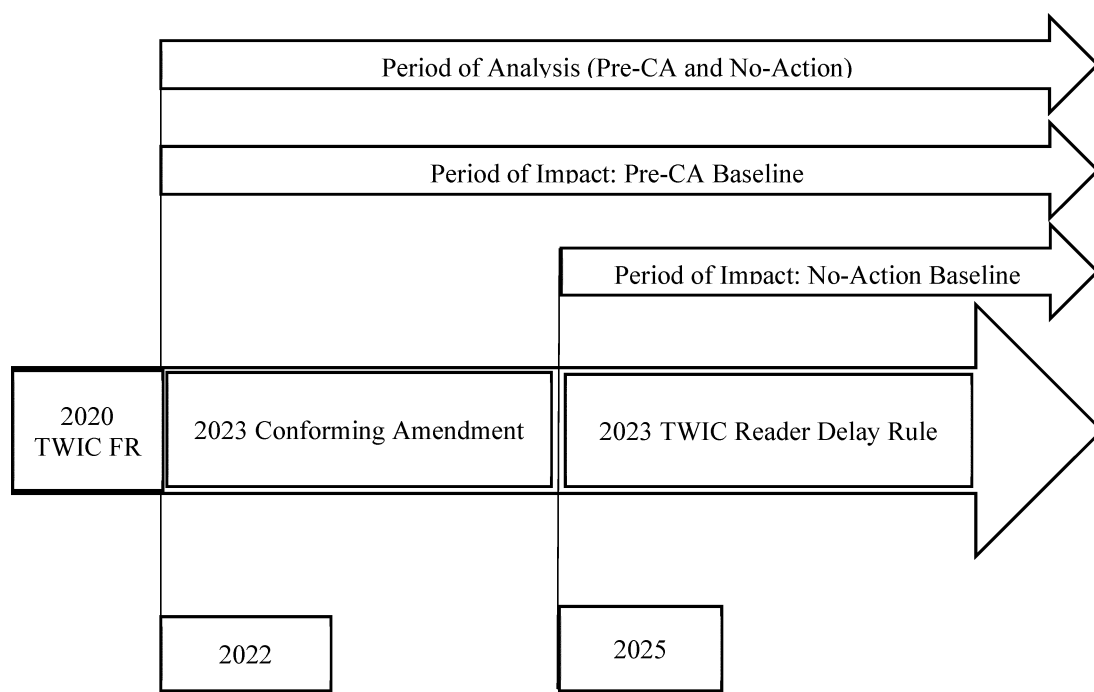 Period of Analysis (Pre-CA and No-Action)
Period of Impact: Pre-CA Baseline
Period of Impact: No-Action Baseline
2020
TWIC FR
2023 Conforming Amendment
2023 TWIC Reader Delay Rule
2022
2025